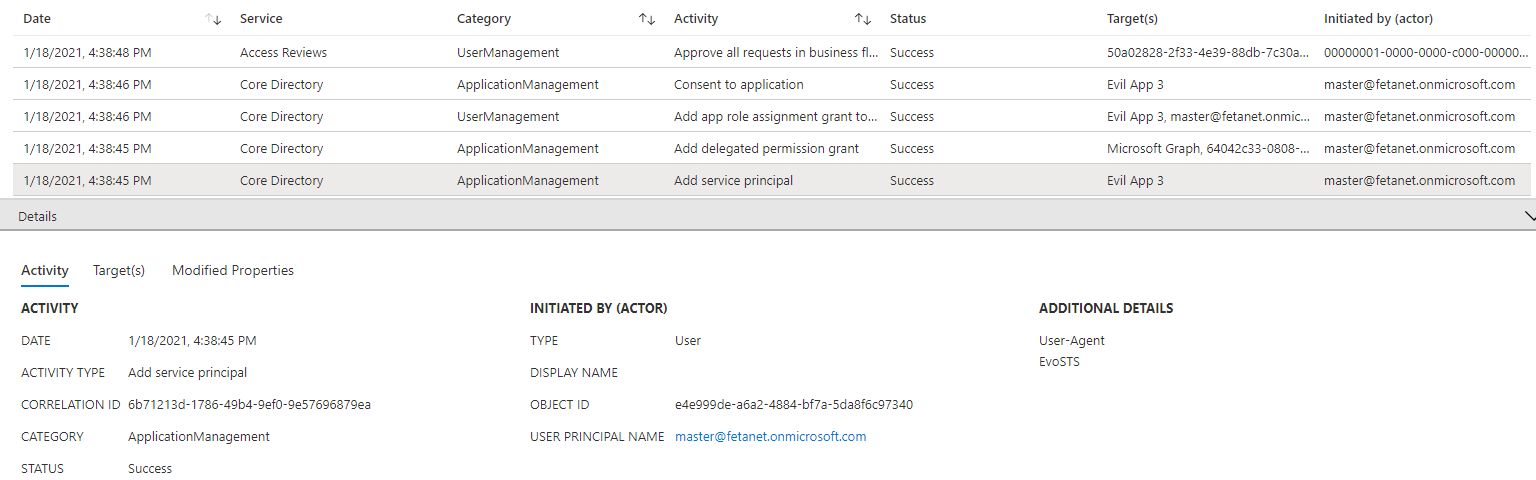 Date Service Category Activity Status Target(s) Initiated by (actor)
1/18/2021, 4:38:48 PM Access Reviews UserManagement Approve all requests in business fl... Success 50a02828-2f33-4e39-88db-7c30a... 00000001-0000-0000-c000-00000...
1/18/2021, 4:38:46 PM Core Directory ApplicationManagement Consent to application Success Evil App 3 master@fetanet.onmicrosoft.com
1/18/2021, 4:38:46 PM Core Directory UserManagement Add app role assignment grant to... Success Evil App 3, master@fetanet.onmic... master@fetanet.onmicrosoft.com
1/18/2021, 4:38:45 PM Core Directory ApplicationManagement Add delegated permission grant Success Microsoft Graph, 64042c33-0808-... master@fetanet.onmicrosoft.com
1/18/2021, 4:38:45 PM Core Directory ApplicationManagement Add service principal Success Evil App 3 master@fetanet.onmicrosoft.com
Details
Activity Target(s) Modified Properties
ACTIVITY INITIATED BY (ACTOR) ADDITIONAL DETAILS
DATE 1/18/2021, 4:38:45 PM TYPE User User-Agent
EvoSTS
ACTIVITY TYPE Add service principal DISPLAY NAME
CORRELATION ID 6b71213d-1786-49b4-9ef0-9e57696879ea OBJECT ID e4e999de-a6a2-4884-bf7a-5da8f6c97340
CATEGORY ApplicationManagement USER PRINCIPAL NAME master@fetanet.onmicrosoft.com
STATUS Success